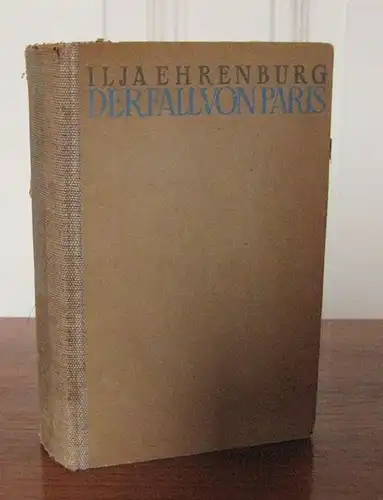 ILJA EHRENBURG
DER FALL VON PARIS